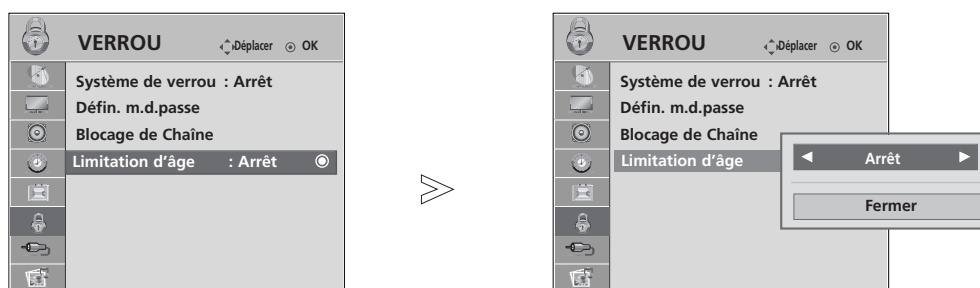 VERROU Déplacer OK
Système de verrou : Arrêt
Défin. m.d.passe
Blocage de Chaîne
Limitation d’âge : Arrêt
VERROU Déplacer OK
Système de verrou : Arrêt
Défin. m.d.passe
Blocage de Chaîne
Limitation d’âge
Arrêt
Fermer